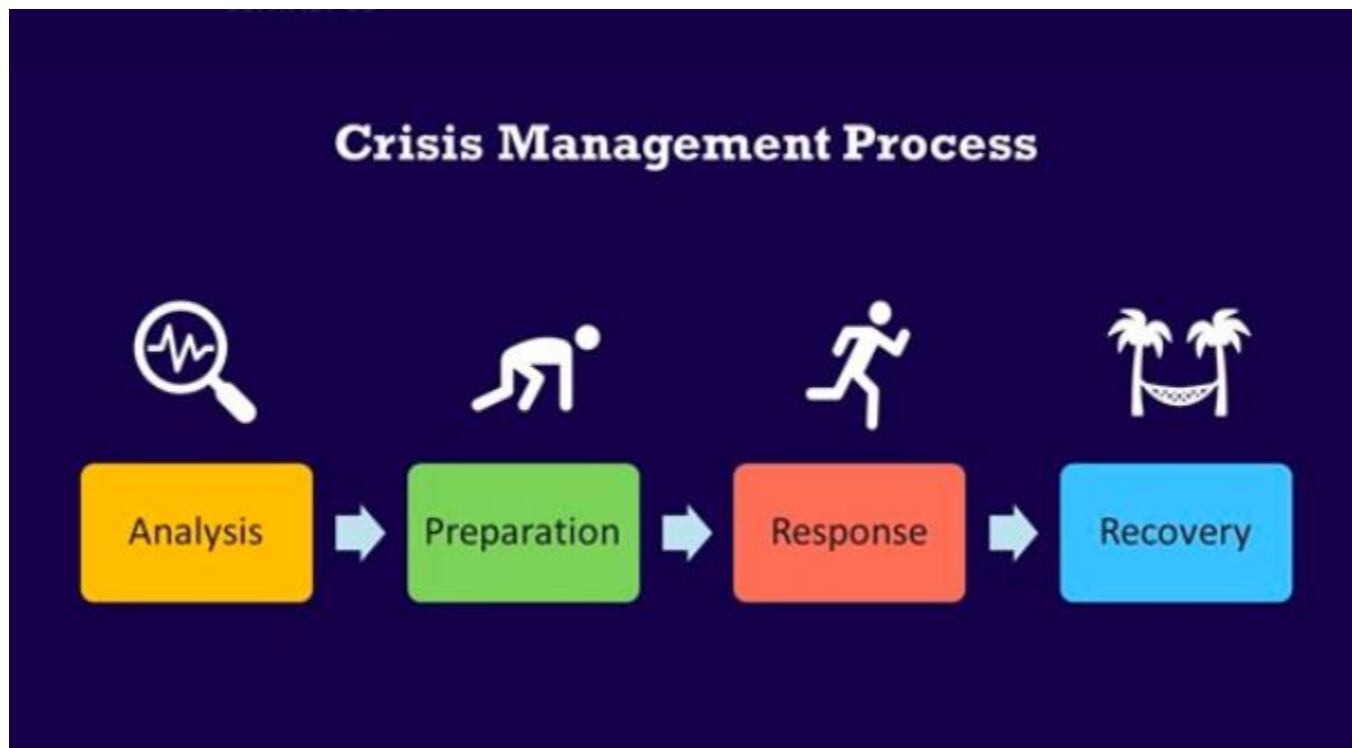 Crisis Management Process
Analysis
Preparation
Response
Recovery